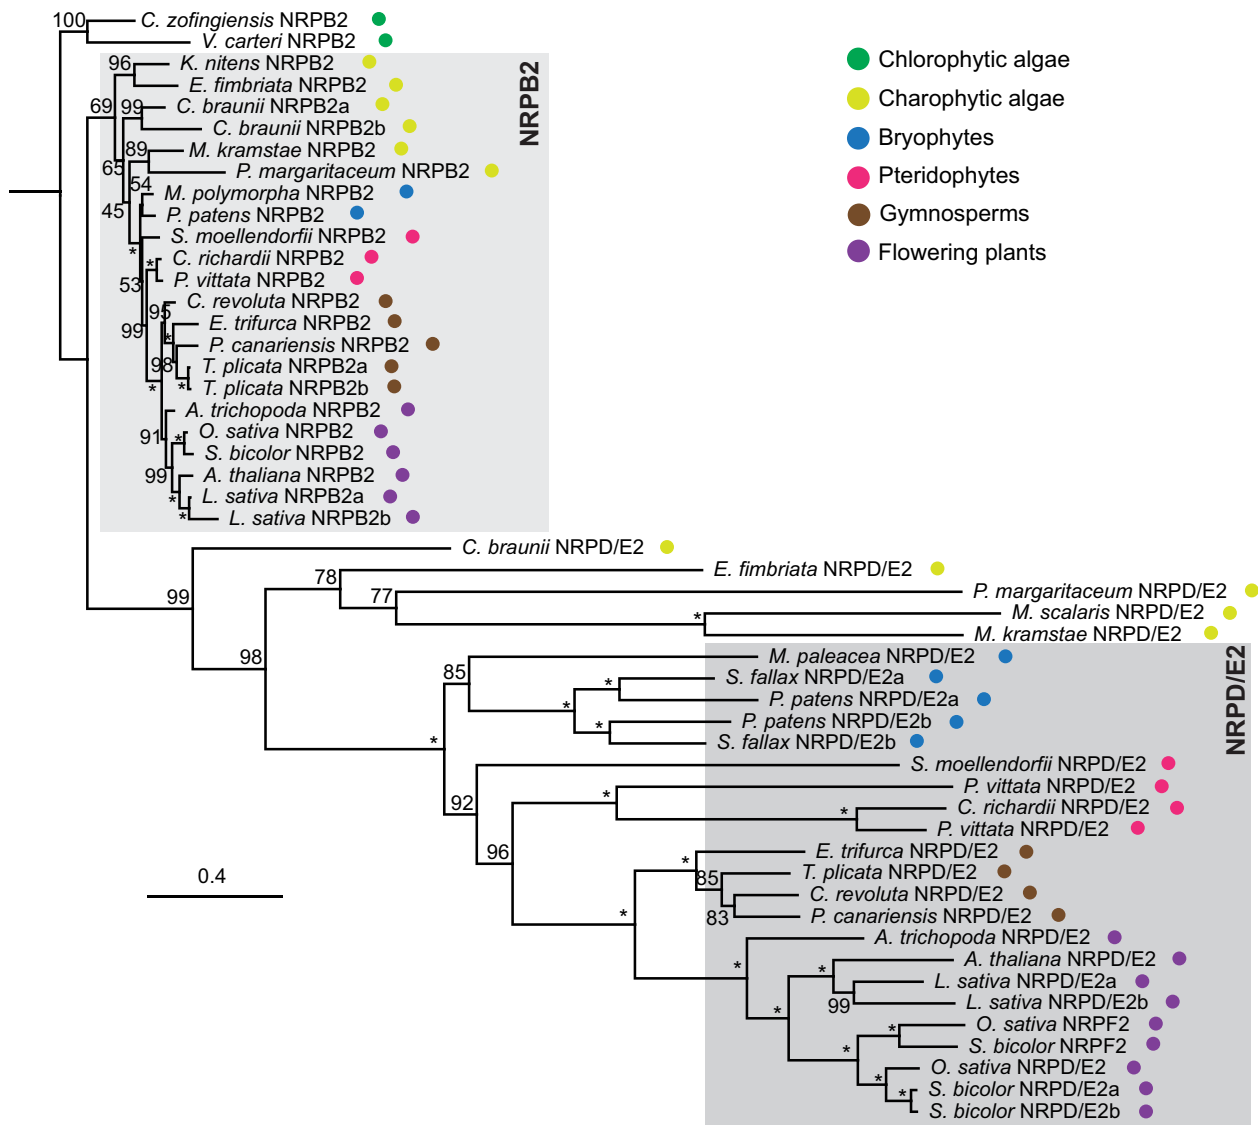 100
C. zofingiensis NRPB2
V. carteri NRPB2
96
K. nitens NRPB2
E. fimbriata NRPB2
NRPB2
69
99
C. braunii NRPB2a
C. braunii NRPB2b
89
M. kramstae NRPB2
65
P. margaritaceum NRPB2
54
M. polymorpha NRPB2
45
P. patens NRPB2
S. moellendorfii NRPB2
*
*
C. richardii NRPB2
53
P. vittata NRPB2
95
C. revoluta NRPB2
99
E. trifurca NRPB2
*
P. canariensis NRPB2
98
T. plicata NRPB2a
*
*
T. plicata NRPB2b
A. trichopoda NRPB2
91
*
O. sativa NRPB2
S. bicolor NRPB2
99
A. thaliana NRPB2
*
L. sativa NRPB2a
*
L. sativa NRPB2b
Chlorophytic algae
Charophytic algae
Bryophytes
Pteridophytes
Gymnosperms
Flowering plants
C. braunii NRPD/E2
78
E. fimbriata NRPD/E2
99
77
P. margaritaceum NRPD/E2
*
M. scalaris NRPD/E2
M. kramstae NRPD/E2
98
85
M. paleacea NRPD/E2
NRPD/E2
*
S. fallax NRPD/E2a
*
P. patens NRPD/E2a
*
P. patens NRPD/E2b
*
S. fallax NRPD/E2b
S. moellendorfii NRPD/E2
92
*
P. vittata NRPD/E2
*
C. richardii NRPD/E2
P. vittata NRPD/E2
96
*
E. trifurca NRPD/E2
85
T. plicata NRPD/E2
0.4
C. revoluta NRPD/E2
*
83
P. canariensis NRPD/E2
A. trichopoda NRPD/E2
*
*
A. thaliana NRPD/E2
L. sativa NRPD/E2a
99
L. sativa NRPD/E2b
*
*
O. sativa NRPF2
S. bicolor NRPF2
*
O. sativa NRPD/E2
*
*
S. bicolor NRPD/E2a
S. bicolor NRPD/E2b